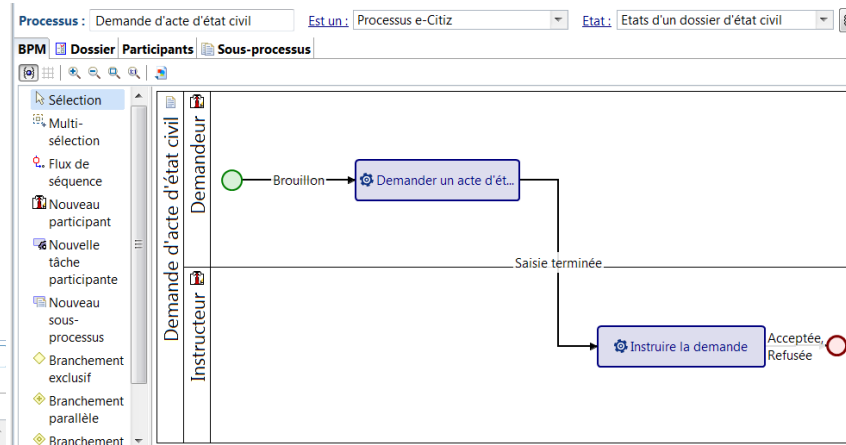 Processus : Demande d'acte d'état civil Est un : Processus e-Citiz Etat : Etats d'un dossier d'état civil
BPM Dossier Participants Sous-processus
Sélection
Multi-
sélection
Flux de
séquence
Nouveau
participant
Nouvelle
tâche
participante
Nouveau
sous-
processus
Branchement
exclusif
Branchement
parallèle
Branchement
Demande d'acte d'état civil
Demandeur
Brouillon
Demander un acte d'ét...
Saisie terminée
Instructeur
Instruire la demande
Acceptée,
Refusée